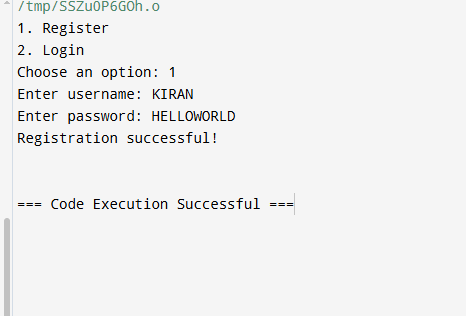 /tmp/SSZu0P6GOh.o
1. Register
2. Login
Choose an option: 1
Enter username: KIRAN
Enter password: HELLOWORLD
Registration successful!
=== Code Execution Successful ===